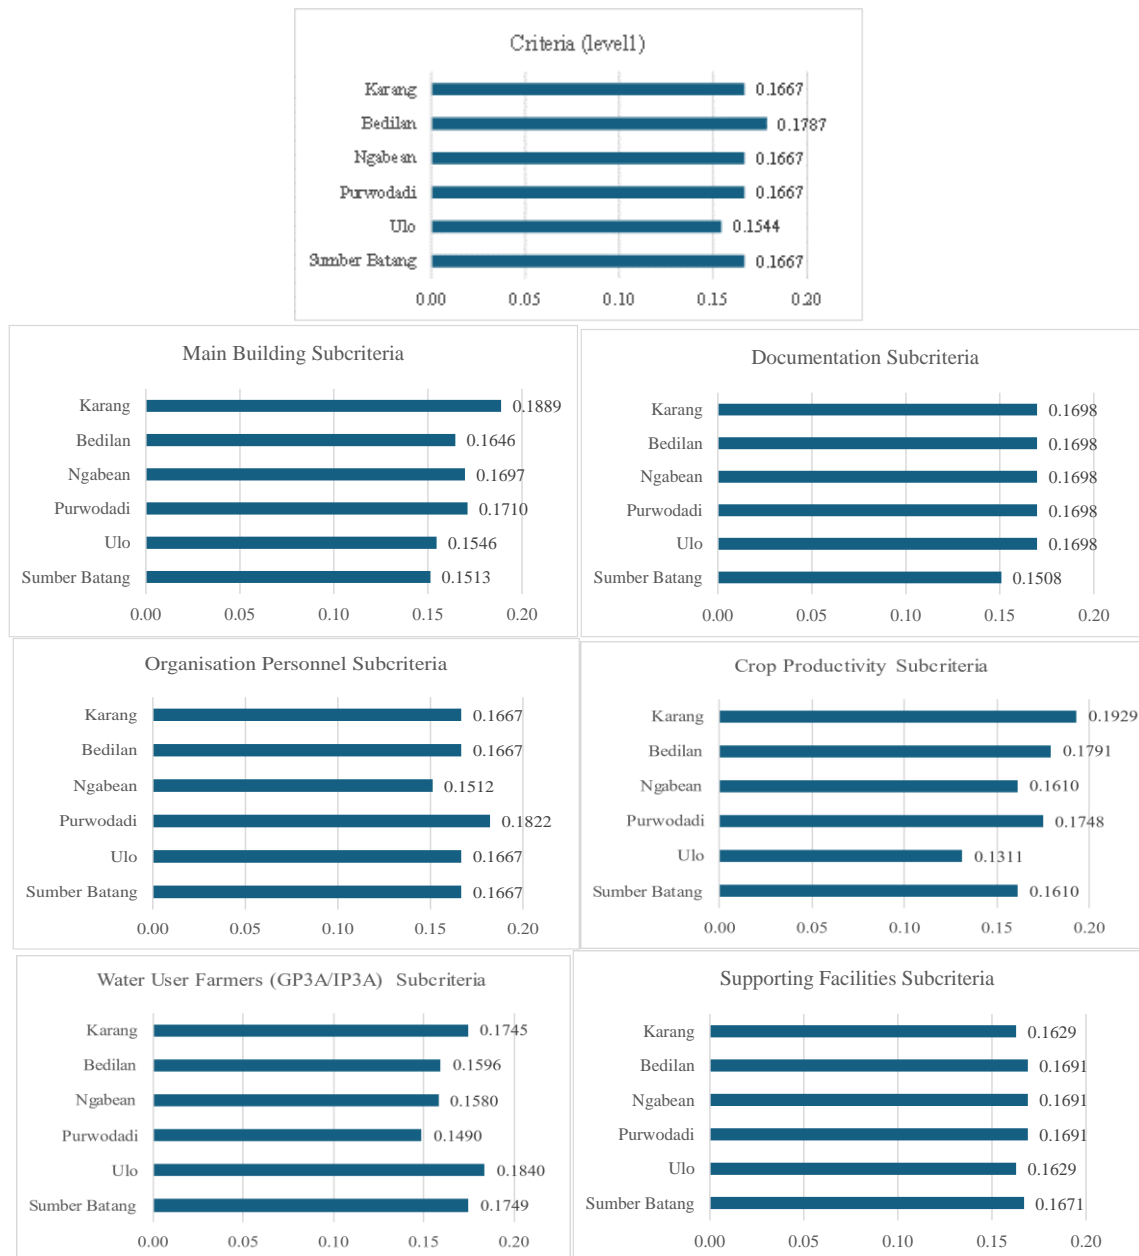 Criteria (level1)
Karang 0.1667
Bedilan 0.1787
Ngabean 0.1667
Purwodadi 0.1667
Ulo 0.1544
Sumber Batang 0.1667
0.00 0.05 0.10 0.15 0.20
Main Building Subcriteria
Karang 0.1889
Bedilan 0.1646
Ngabean 0.1697
Purwodadi 0.1710
Ulo 0.1546
Sumber Batang 0.1513
0.00 0.05 0.10 0.15 0.20
Documentation Subcriteria
Karang 0.1698
Bedilan 0.1698
Ngabean 0.1698
Purwodadi 0.1698
Ulo 0.1698
Sumber Batang 0.1508
0.00 0.05 0.10 0.15 0.20
Organisation Personnel Subcriteria
Karang 0.1667
Bedilan 0.1667
Ngabean 0.1512
Purwodadi 0.1822
Ulo 0.1667
Sumber Batang 0.1667
0.00 0.05 0.10 0.15 0.20
Crop Productivity Subcriteria
Karang 0.1929
Bedilan 0.1791
Ngabean 0.1610
Purwodadi 0.1748
Ulo 0.1311
Sumber Batang 0.1610
0.00 0.05 0.10 0.15 0.20
Water User Farmers (GP3A/IP3A) Subcriteria
Karang 0.1745
Bedilan 0.1596
Ngabean 0.1580
Purwodadi 0.1490
Ulo 0.1840
Sumber Batang 0.1749
0.00 0.05 0.10 0.15 0.20
Supporting Facilities Subcriteria
Karang 0.1629
Bedilan 0.1691
Ngabean 0.1691
Purwodadi 0.1691
Ulo 0.1629
Sumber Batang 0.1671
0.00 0.05 0.10 0.15 0.20